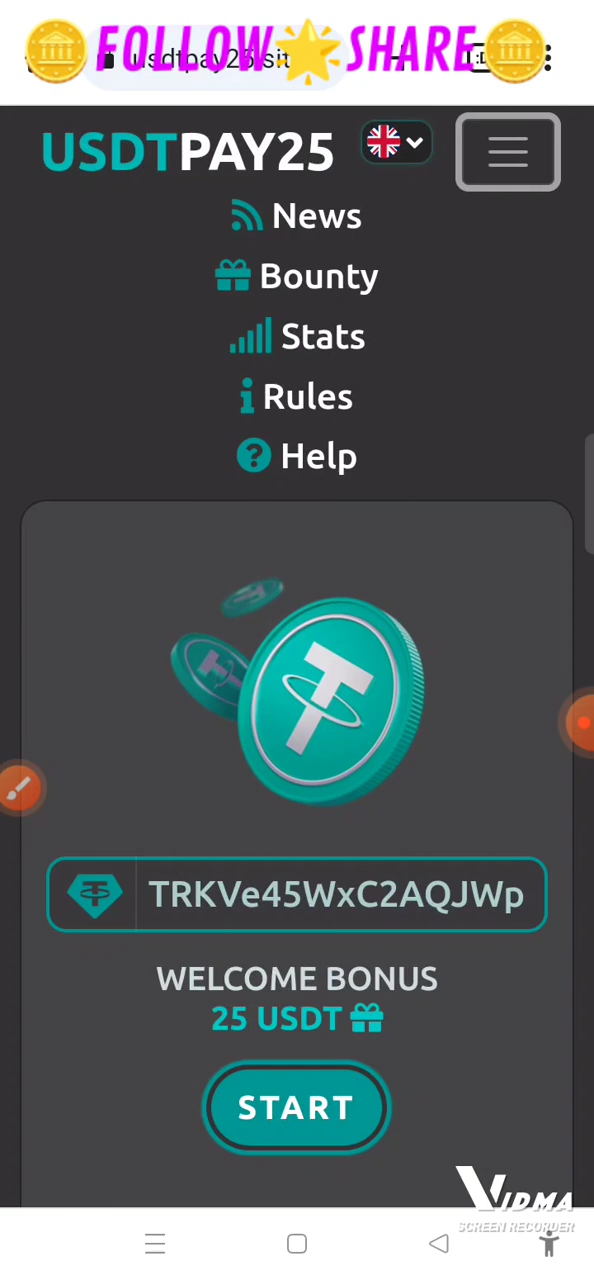 FOLLOW SHARE
USDTPAY25
News
Bounty
Stats
Rules
Help
TRKVe45WxC2AQJWp
WELCOME BONUS
25 USDT
START
VIDMA
SCREEN RECORDER